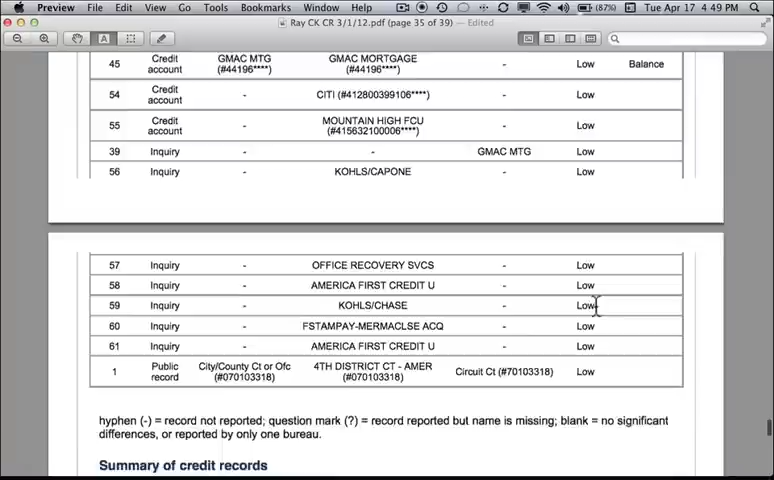 Preview File Edit View Go Tools Bookmarks Window Help (87%) Tue Apr 17 4:49 PM
Ray CK CR 3/1/12.pdf (page 35 of 39) — Edited
45 Credit account GMAC MTG (#44196****) GMAC MORTGAGE (#44196****) - Low Balance
54 Credit account - CITI (#412800399106****) - Low
55 Credit account - MOUNTAIN HIGH FCU (#415632100006****) - Low
39 Inquiry - - GMAC MTG Low
56 Inquiry - KOHLS/CAPONE - Low
57 Inquiry - OFFICE RECOVERY SVCS - Low
58 Inquiry - AMERICA FIRST CREDIT U - Low
59 Inquiry - KOHLS/CHASE - Low
60 Inquiry - FSTAMPAY-MERMACLSE ACQ - Low
61 Inquiry - AMERICA FIRST CREDIT U - Low
1 Public record City/County Ct or Ofc (#070103318) 4TH DISTRICT CT - AMER (#070103318) Circuit Ct (#70103318) Low
hyphen (-) = record not reported; question mark (?) = record reported but name is missing; blank = no significant
differences, or reported by only one bureau.
Summary of credit records